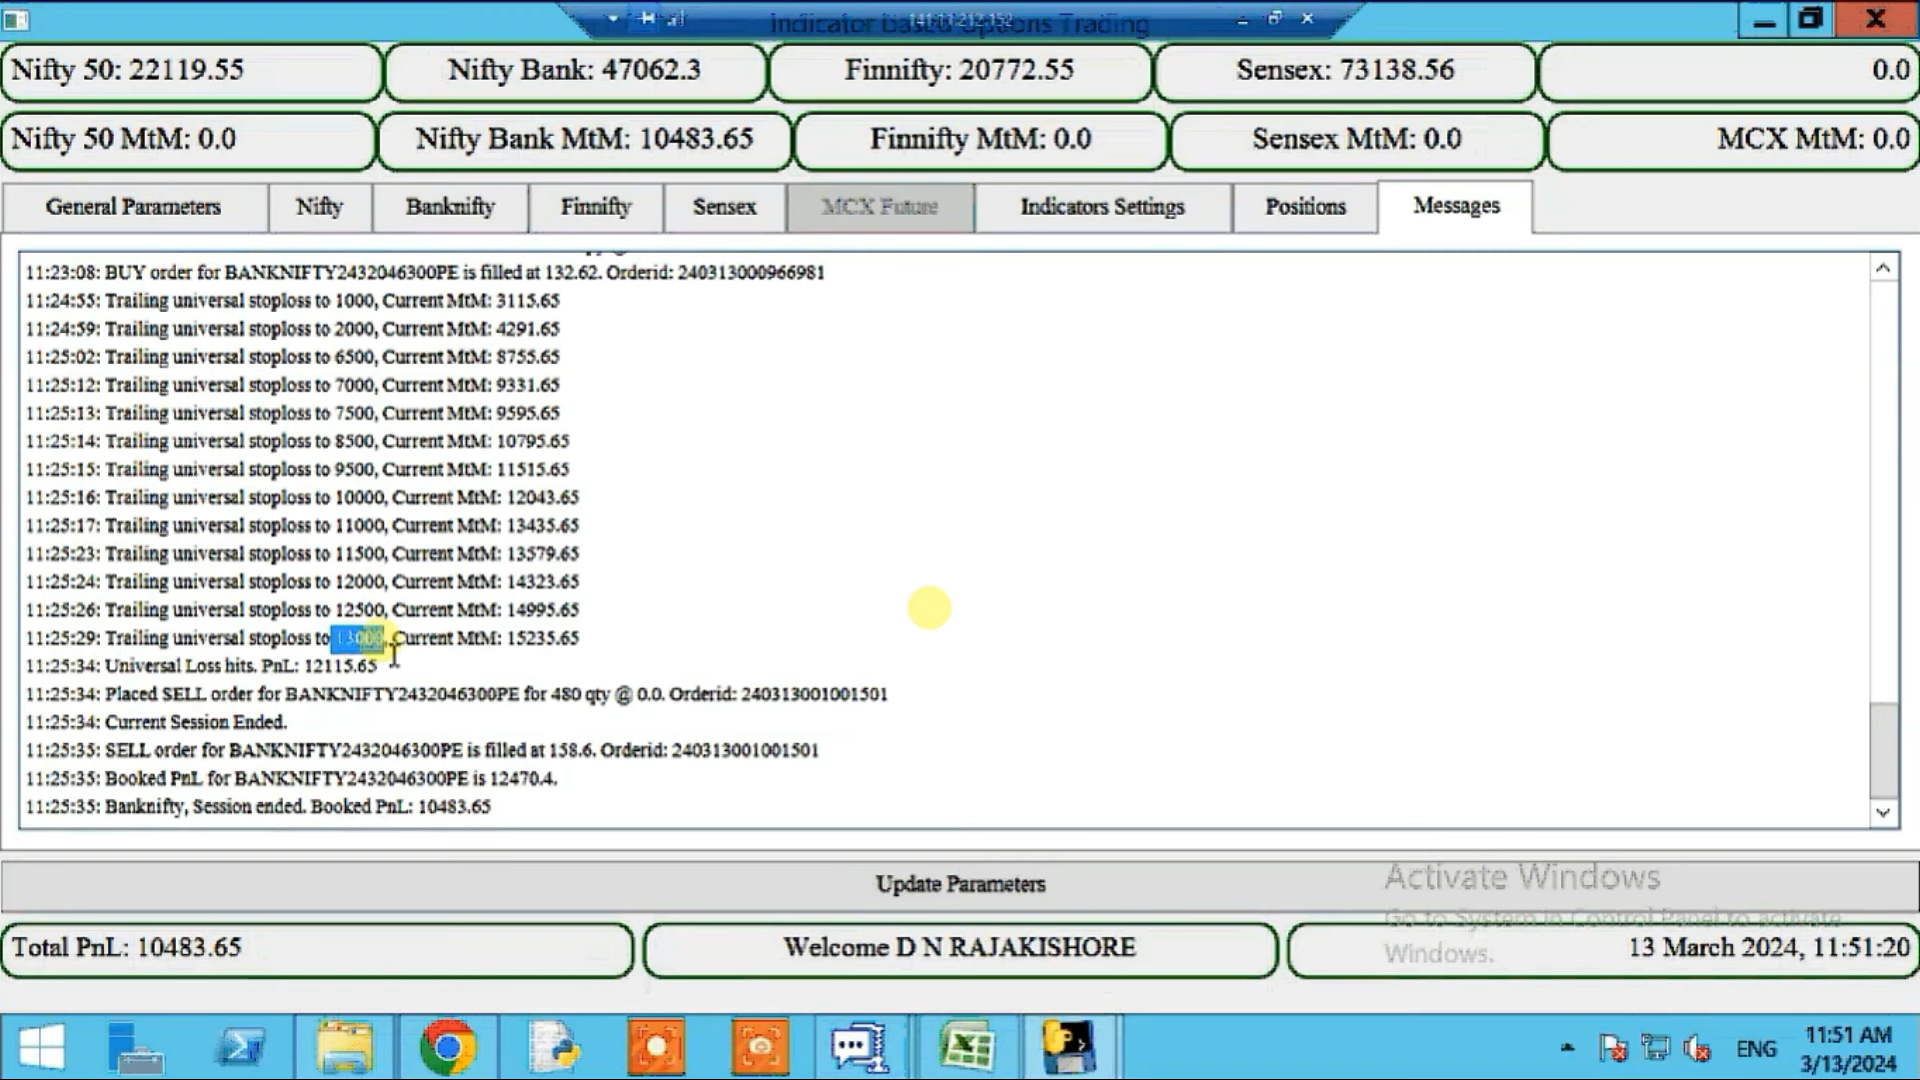 Indicator Based Options Trading
Nifty 50: 22119.55
Nifty Bank: 47062.3
Finnifty: 20772.55
Sensex: 73138.56
0.0
Nifty 50 MtM: 0.0
Nifty Bank MtM: 10483.65
Finnifty MtM: 0.0
Sensex MtM: 0.0
MCX MtM: 0.0
General Parameters
Nifty
Banknifty
Finnifty
Sensex
MCX Future
Indicators Settings
Positions
Messages
11:23:08: BUY order for BANKNIFTY2432046300PE is filled at 132.62. Orderid: 240313000966981
11:24:55: Trailing universal stoploss to 1000, Current MtM: 3115.65
11:24:59: Trailing universal stoploss to 2000, Current MtM: 4291.65
11:25:02: Trailing universal stoploss to 6500, Current MtM: 8755.65
11:25:12: Trailing universal stoploss to 7000, Current MtM: 9331.65
11:25:13: Trailing universal stoploss to 7500, Current MtM: 9595.65
11:25:14: Trailing universal stoploss to 8500, Current MtM: 10795.65
11:25:15: Trailing universal stoploss to 9500, Current MtM: 11515.65
11:25:16: Trailing universal stoploss to 10000, Current MtM: 12043.65
11:25:17: Trailing universal stoploss to 11000, Current MtM: 13435.65
11:25:23: Trailing universal stoploss to 11500, Current MtM: 13579.65
11:25:24: Trailing universal stoploss to 12000, Current MtM: 14323.65
11:25:26: Trailing universal stoploss to 12500, Current MtM: 14995.65
11:25:29: Trailing universal stoploss to 13000, Current MtM: 15235.65
11:25:34: Universal Loss hits. PnL: 12115.65
11:25:34: Placed SELL order for BANKNIFTY2432046300PE for 480 qty @ 0.0. Orderid: 240313001001501
11:25:34: Current Session Ended.
11:25:35: SELL order for BANKNIFTY2432046300PE is filled at 158.6. Orderid: 240313001001501
11:25:35: Booked PnL for BANKNIFTY2432046300PE is 12470.4.
11:25:35: Banknifty, Session ended. Booked PnL: 10483.65
Update Parameters
Activate Windows
Go to System in Control Panel to activate
Windows.
Total PnL: 10483.65
Welcome D N RAJAKISHORE
13 March 2024, 11:51:20
ENG
11:51 AM
3/13/2024